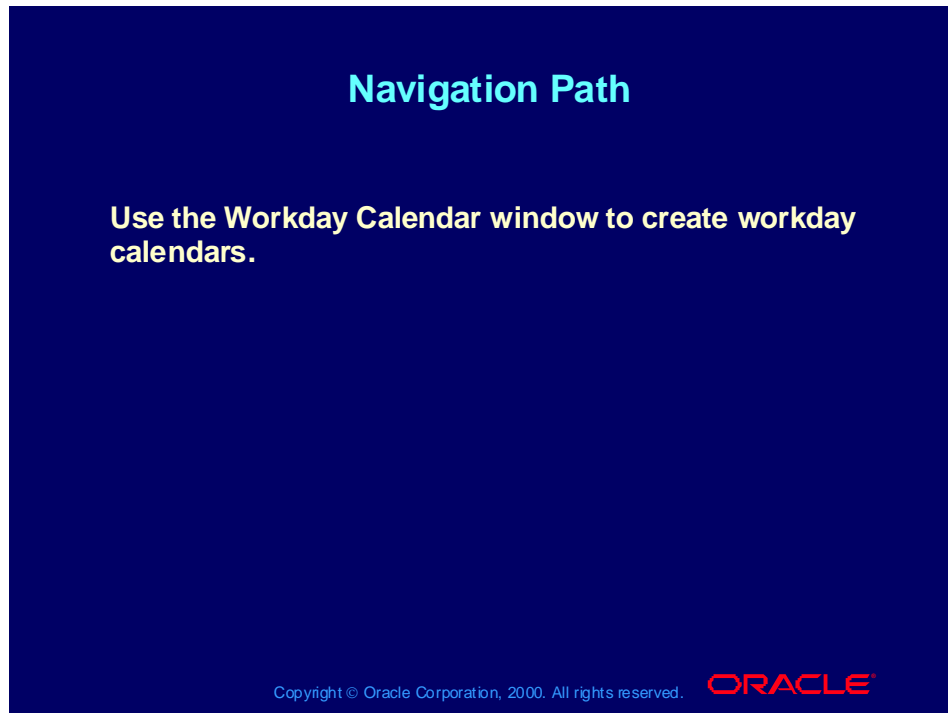 Navigation Path
Use the Workday Calendar window to create workday
calendars.
Copyright © Oracle Corporation, 2000. All rights reserved.
ORACLE®